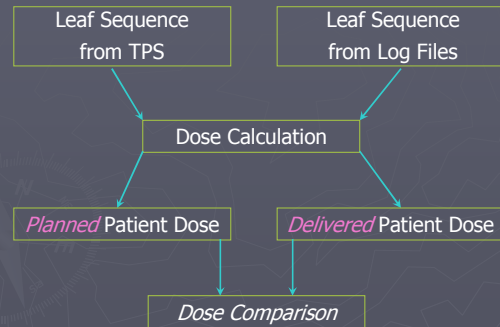 Leaf Sequence
from TPS
Leaf Sequence
from Log Files
Dose Calculation
Planned Patient Dose
Delivered Patient Dose
Dose Comparison